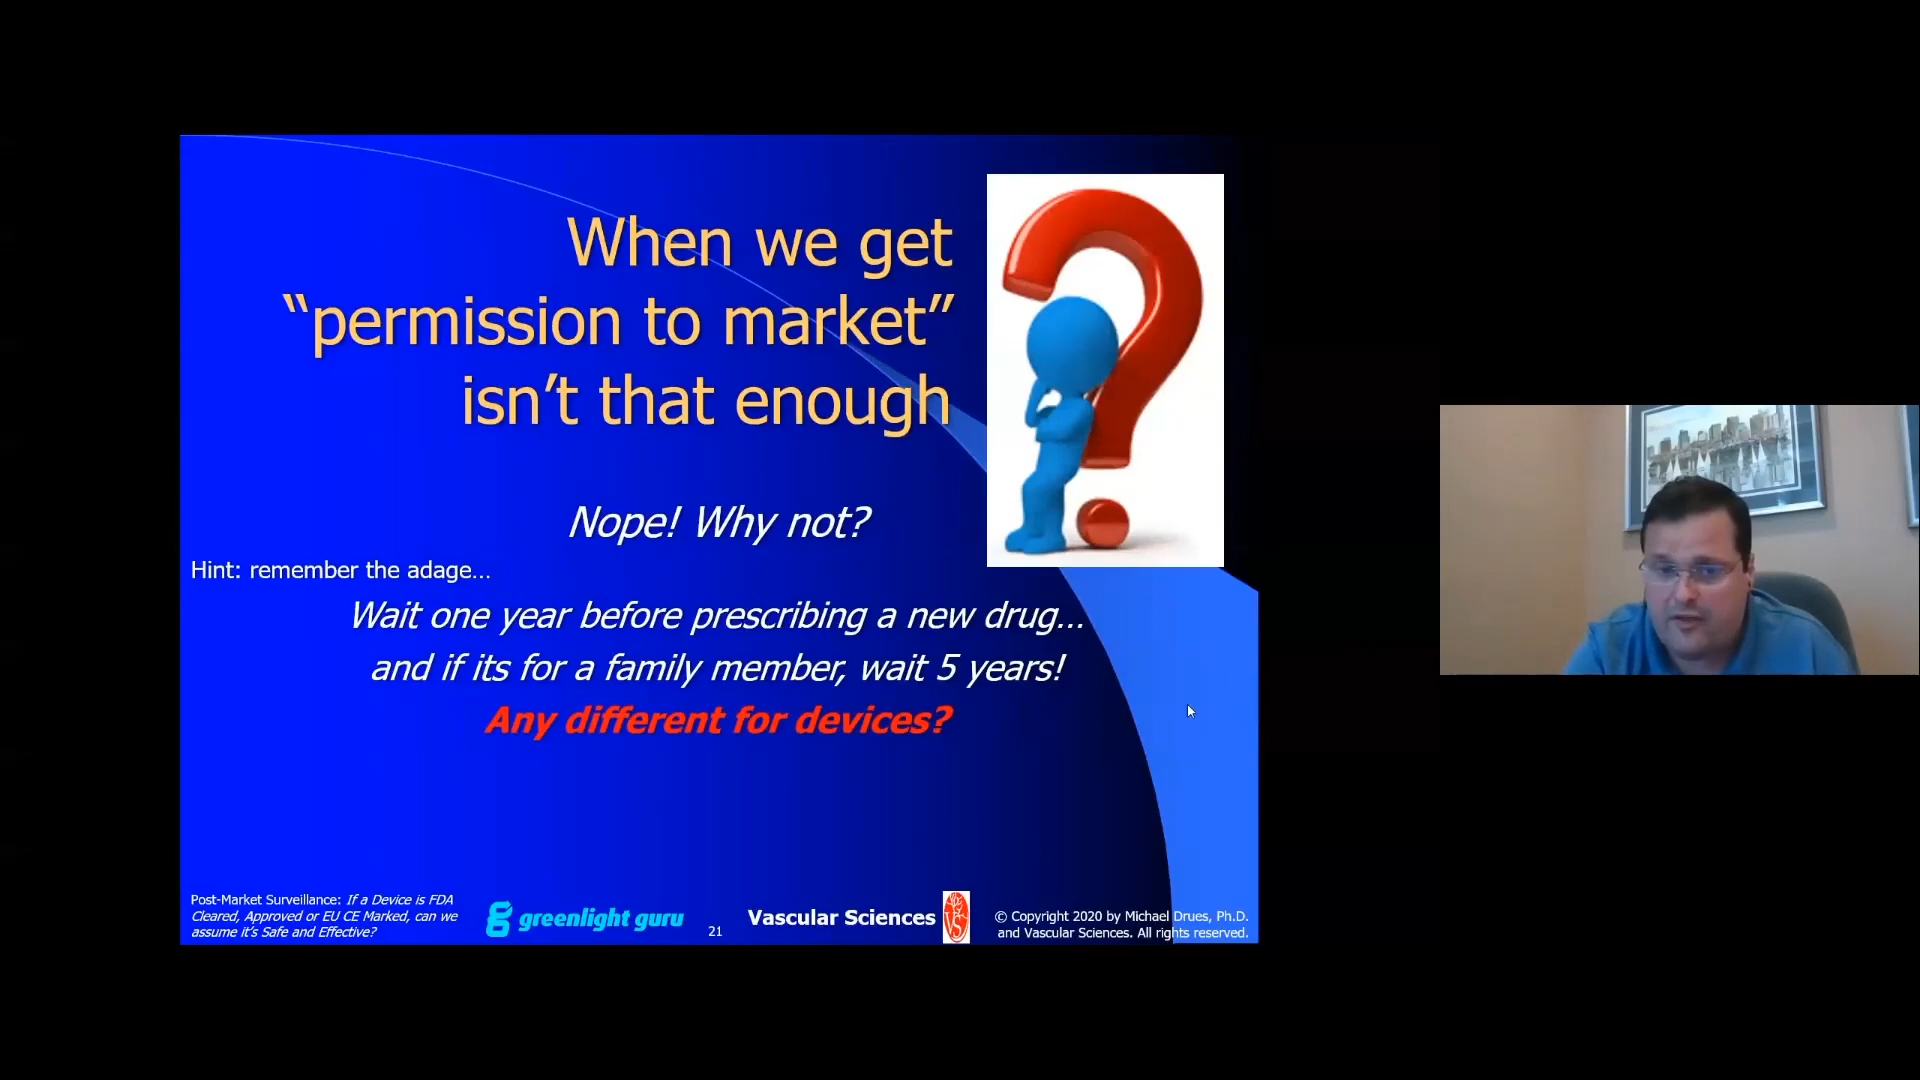 When we get
“permission to market”
isn’t that enough
Nope! Why not?
Hint: remember the adage...
Wait one year before prescribing a new drug...
and if its for a family member, wait 5 years!
Any different for devices?
Post-Market Surveillance: If a Device is FDA
Cleared, Approved or EU CE Marked, can we
assume it’s Safe and Effective?
greenlight guru
21
Vascular Sciences
VS
© Copyright 2020 by Michael Drues, Ph.D.
and Vascular Sciences. All rights reserved.